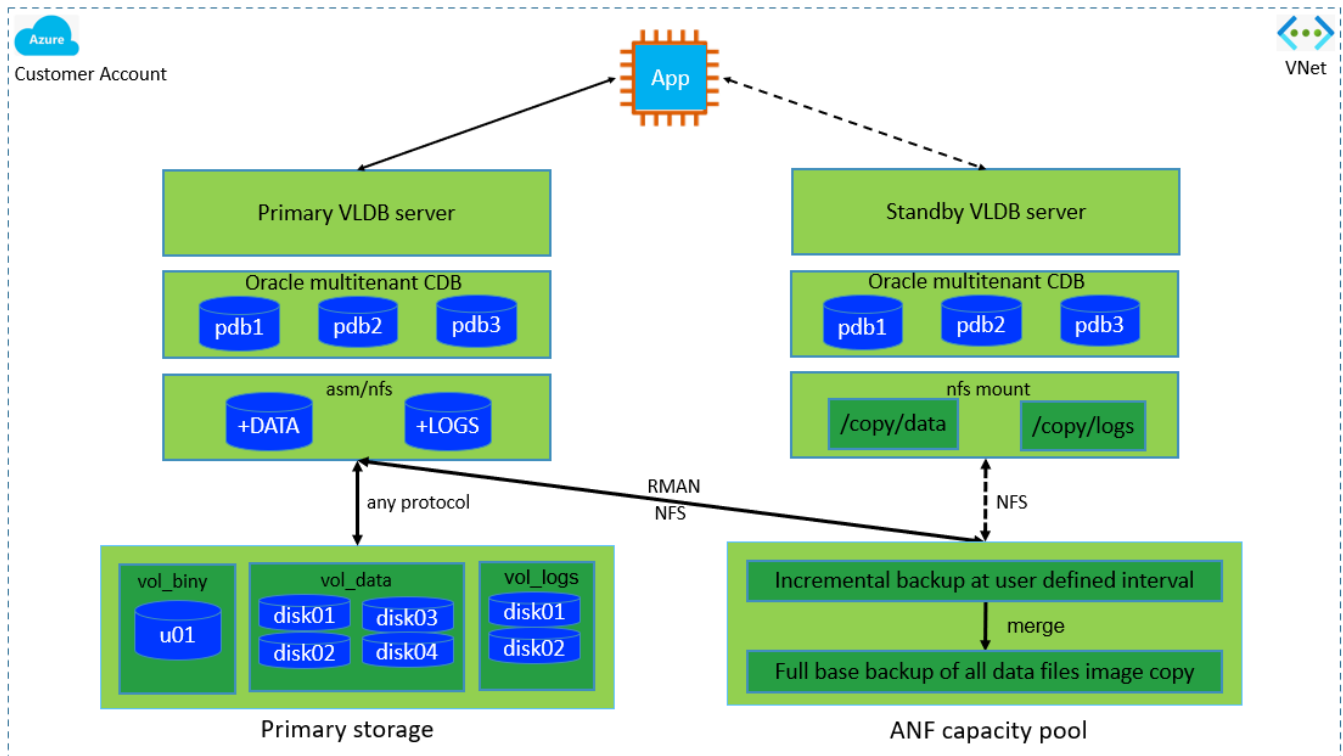 Azure
Customer Account
VNet
App
Primary VLDB server
Standby VLDB server
Oracle multitenant CDB
pdb1
pdb2
pdb3
Oracle multitenant CDB
pdb1
pdb2
pdb3
asm/nfs
+DATA
+LOGS
nfs mount
/copy/data
/copy/logs
any protocol
RMAN
NFS
NFS
vol_biny
u01
vol_data
disk01
disk03
disk02
disk04
vol_logs
disk01
disk02
Incremental backup at user defined interval
merge
Full base backup of all data files image copy
Primary storage
ANF capacity pool